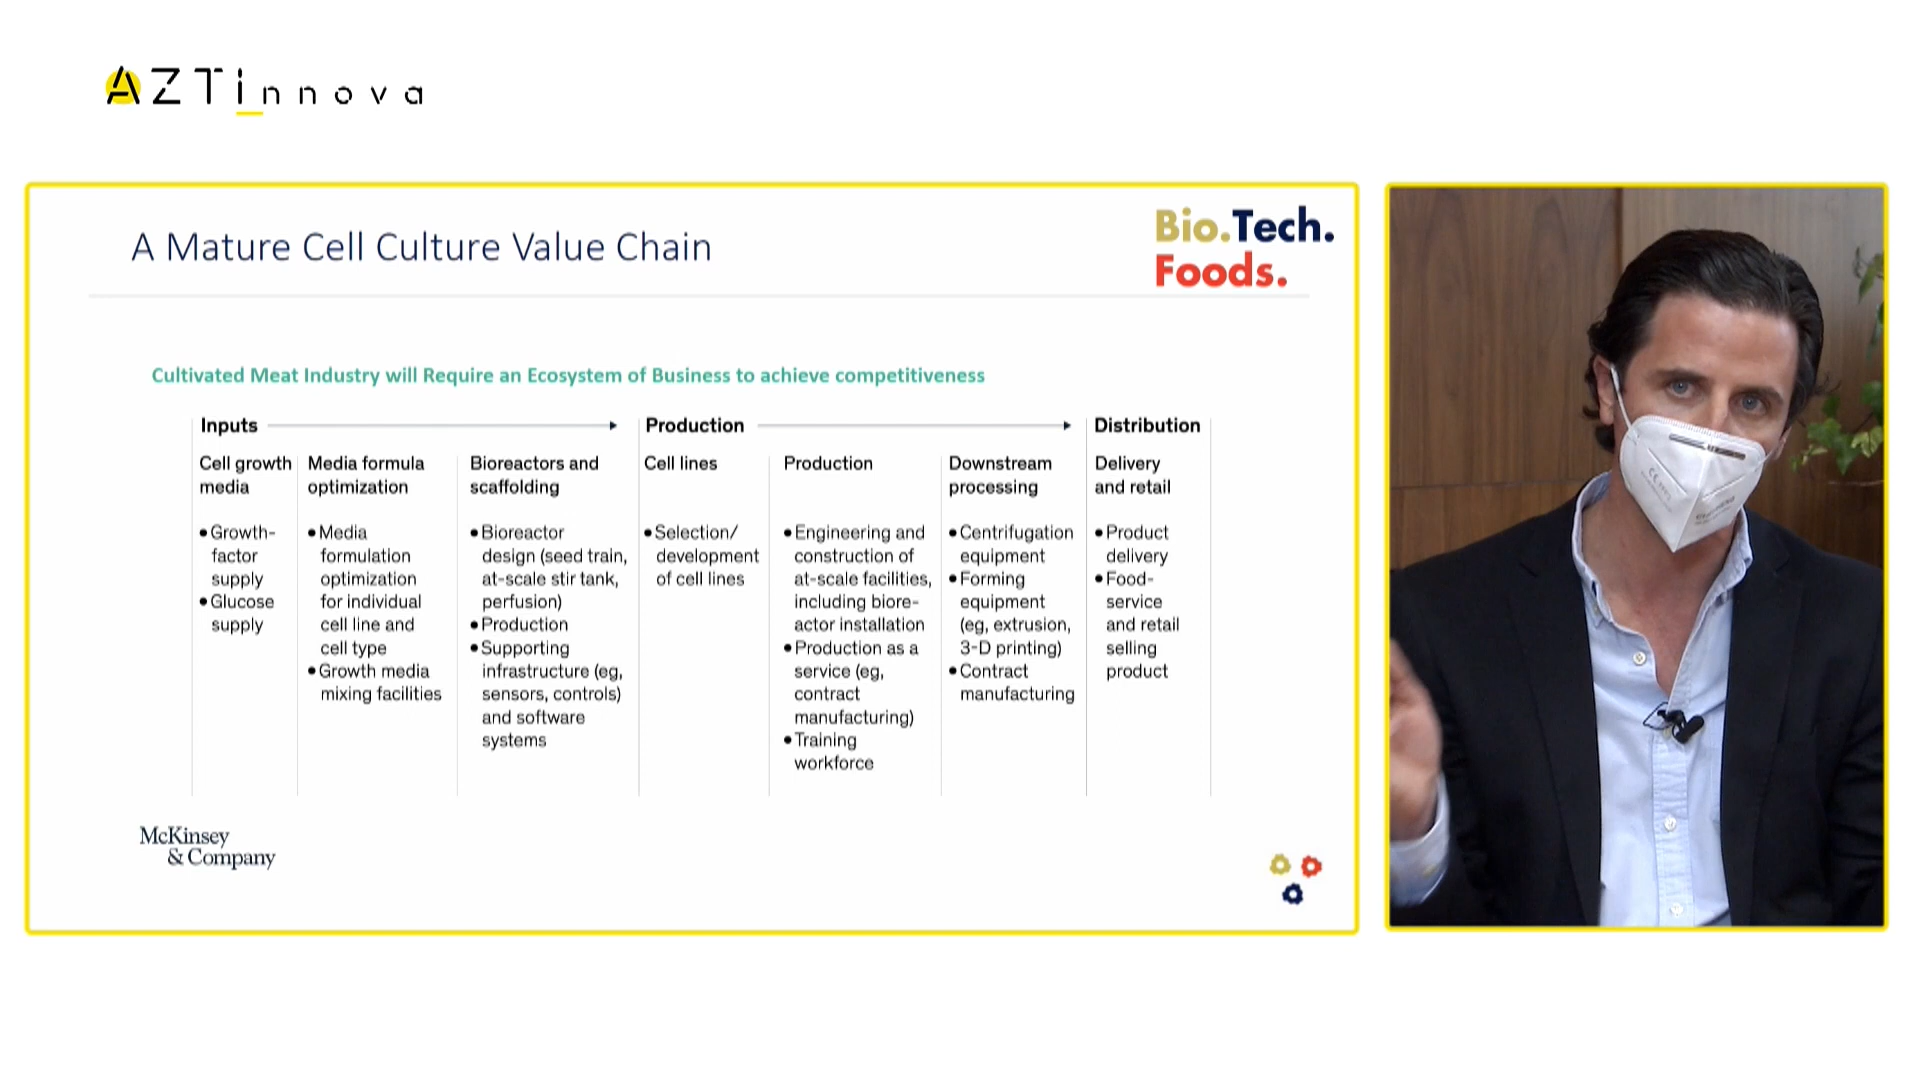 AZTinnova
A Mature Cell Culture Value Chain
Bio.Tech.
Foods.
Cultivated Meat Industry will Require an Ecosystem of Business to achieve competitiveness
Inputs
Production
Distribution
Cell growth
media
•Growth-
factor
supply
•Glucose
supply
Media formula
optimization
•Media
formulation
optimization
for individual
cell line and
cell type
•Growth media
mixing facilities
Bioreactors and
scaffolding
•Bioreactor
design (seed train,
at-scale stir tank,
perfusion)
•Production
•Supporting
infrastructure (eg,
sensors, controls)
and software
systems
Cell lines
•Selection/
development
of cell lines
Production
•Engineering and
construction of
at-scale facilities,
including biore-
actor installation
•Production as a
service (eg,
contract
manufacturing)
•Training
workforce
Downstream
processing
•Centrifugation
equipment
•Forming
equipment
(eg, extrusion,
3-D printing)
•Contract
manufacturing
Delivery
and retail
•Product
delivery
•Food-
service
and retail
selling
product
McKinsey
& Company